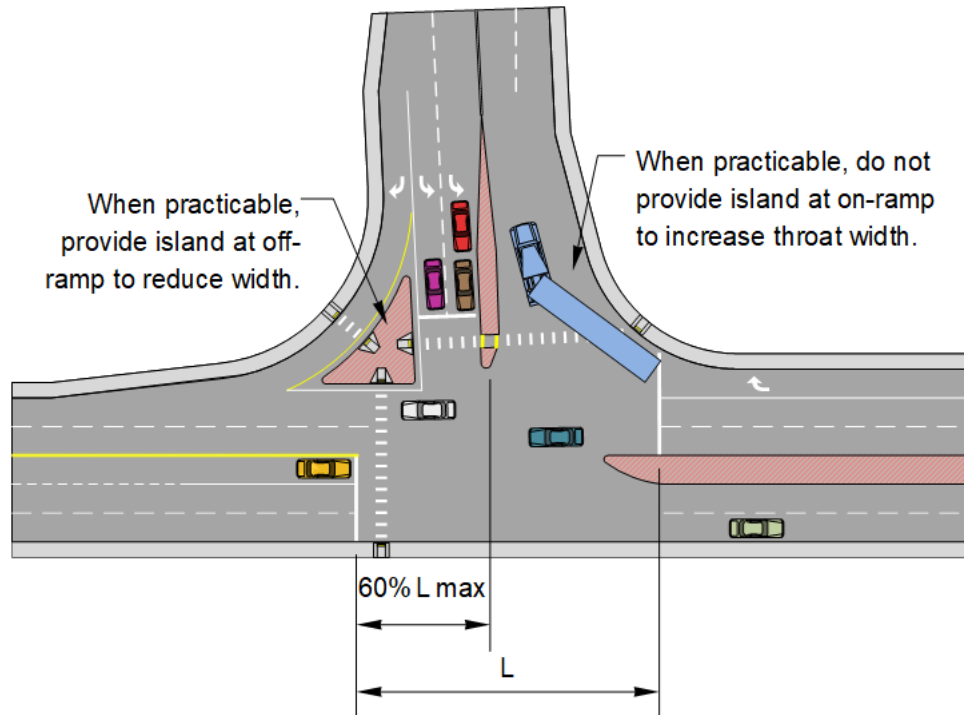 When practicable,
provide island at off-
ramp to reduce width.
When practicable, do not
provide island at on-ramp
to increase throat width.
60% L max
L